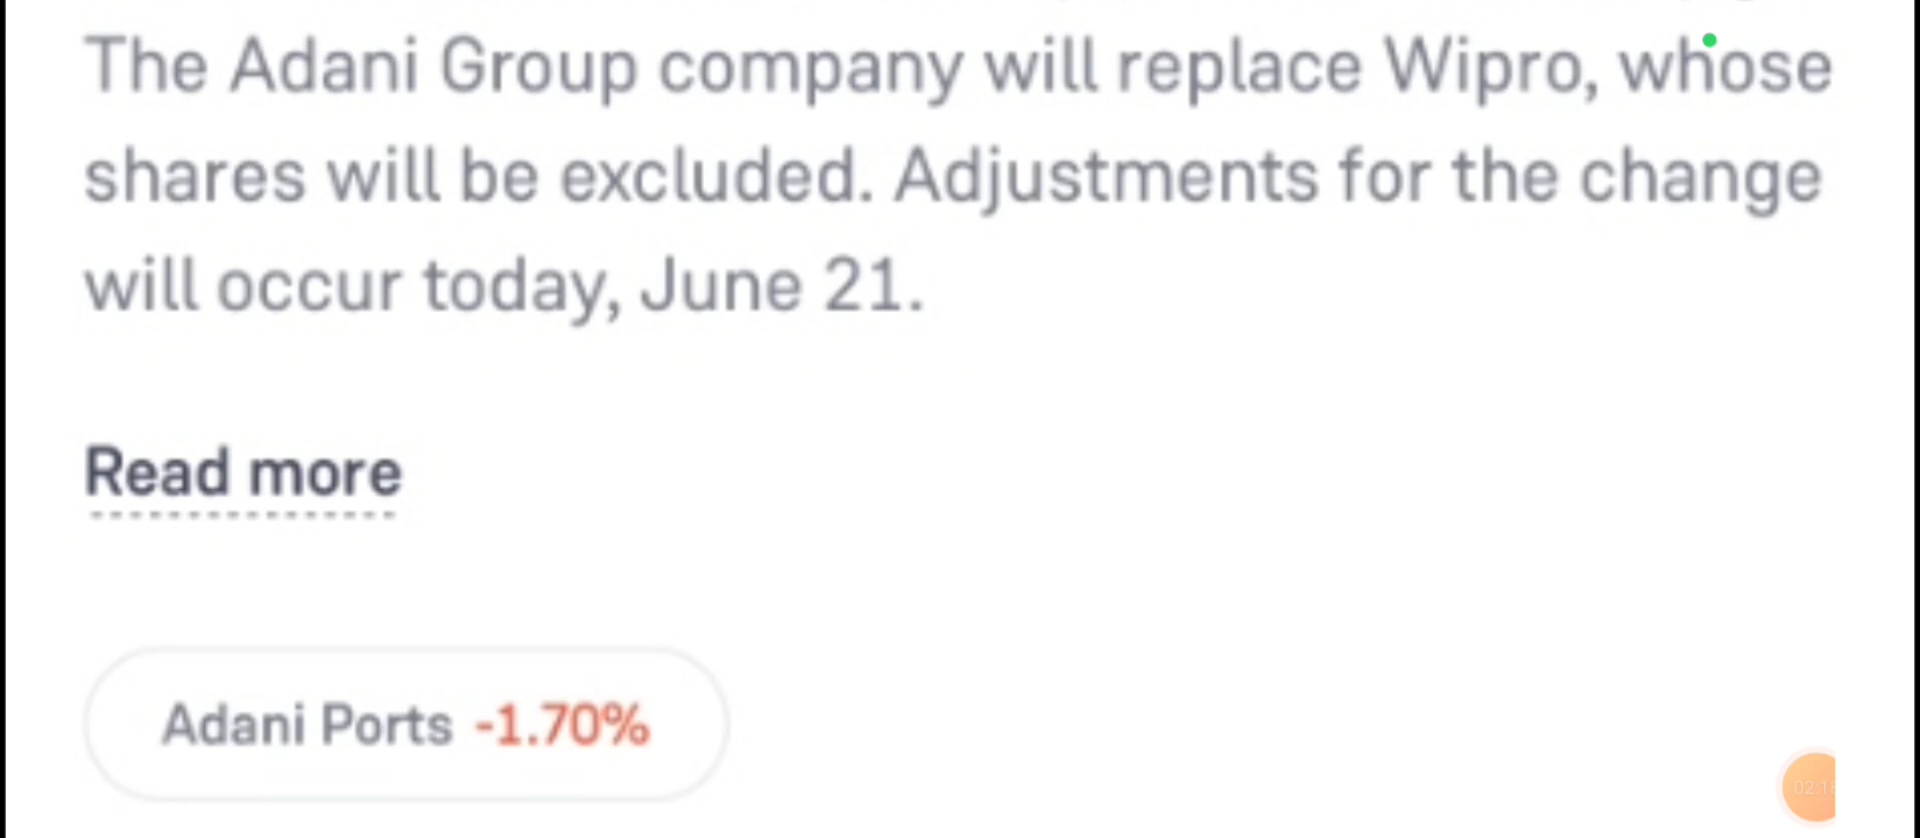 The Adani Group company will replace Wipro, whose
shares will be excluded. Adjustments for the change
will occur today, June 21.
Read more
Adani Ports -1.70%